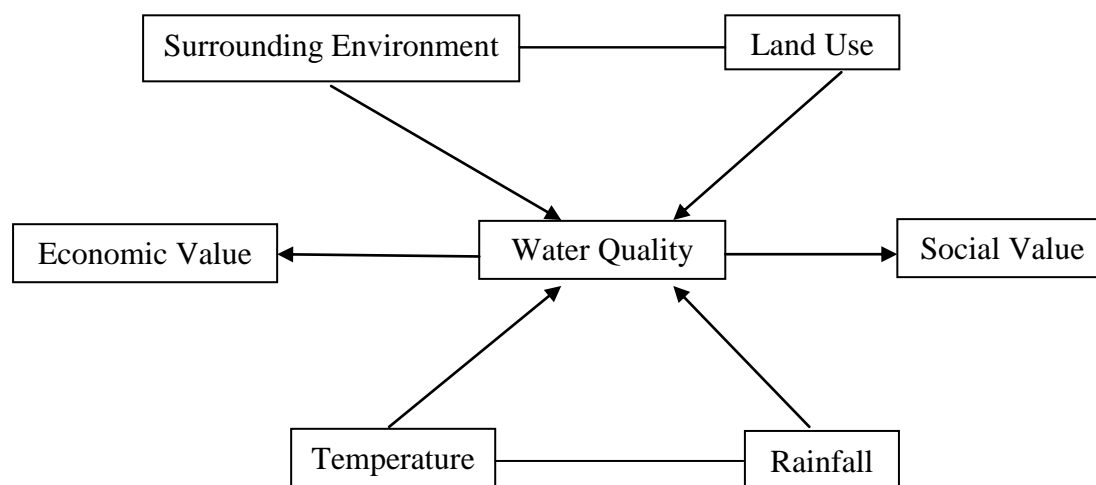 Surrounding Environment
Land Use
Economic Value
Water Quality
Social Value
Temperature
Rainfall